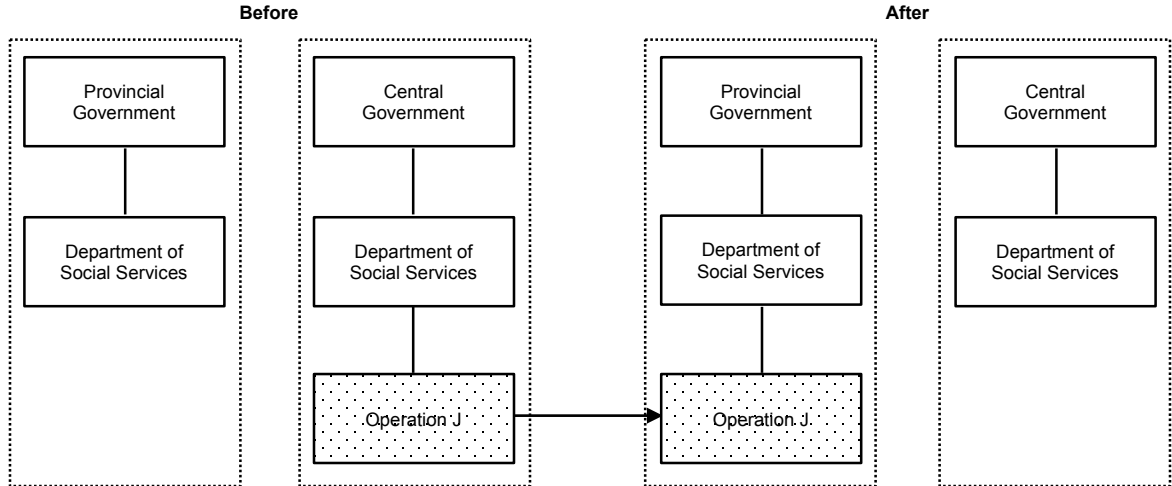 Before
After
Provincial
Government
Central
Government
Provincial
Government
Central
Government
Department of
Social Services
Department of
Social Services
Department of
Social Services
Department of
Social Services
Operation J
Operation J